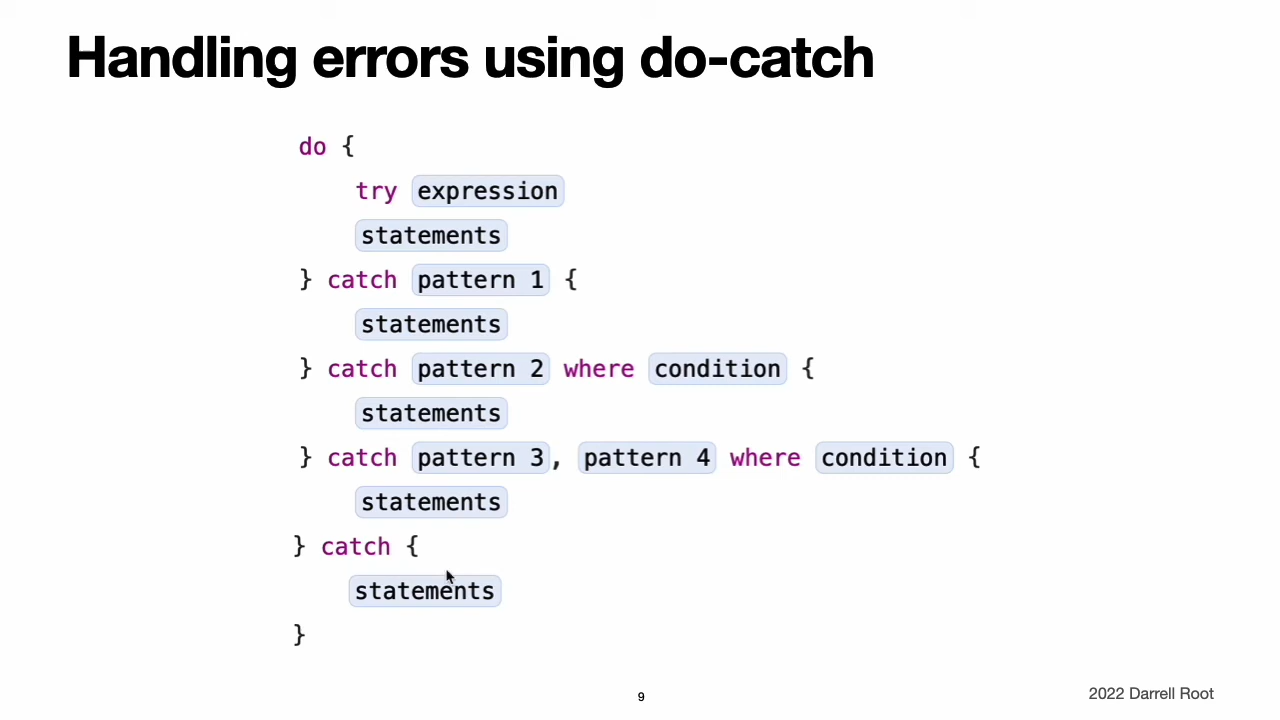 Handling errors using do-catch
do {
try expression
statements
} catch pattern 1 {
statements
} catch pattern 2 where condition {
statements
} catch pattern 3, pattern 4 where condition {
statements
} catch {
statements
}
9
2022 Darrell Root